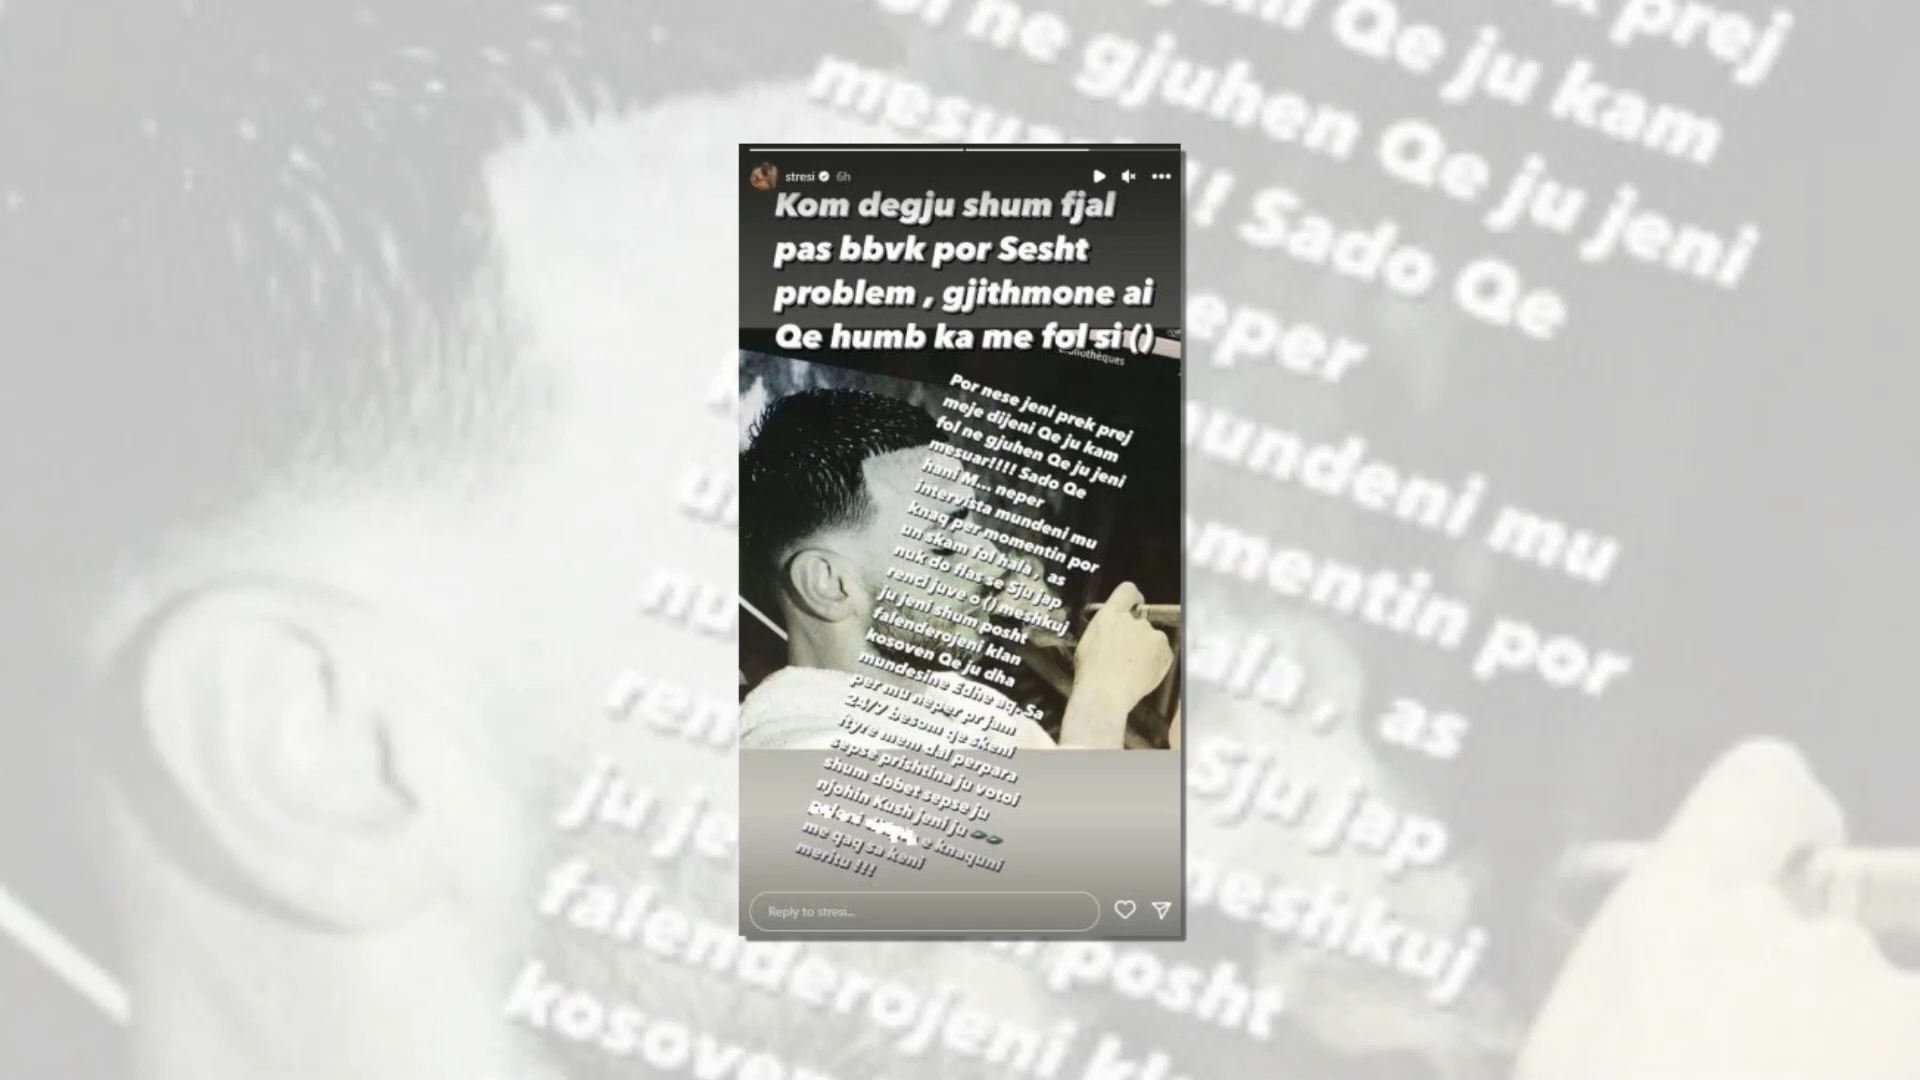 stresi 6h
Kom degju shum fjal
pas bbvk por Sesht
problem , gjithmone ai
Qe humb ka me fol si ()
Por nese jeni prek prej
meje dijeni Qe ju kam
fol ne gjuhen Qe ju jeni
mesuar!!!! Sado Qe
hani M... neper
intervista mundeni mu
knaq per momentin por
un skam fol hala , as
nuk do flas se Sju jap
renci juve o () meshkuj
ju jeni shum posht
falenderojeni klan
kosoven Qe ju dha
mundesine Edhe aq. Sa
per mu neper pr jam
24/7 besom qe skeni
ftyre mem dal perpara
sepse prishtina ju votoi
shum dobet sepse ju
njohin Kush jeni ju
e knaquni
me qaq sa keni
meritu !!!
Reply to stresi...